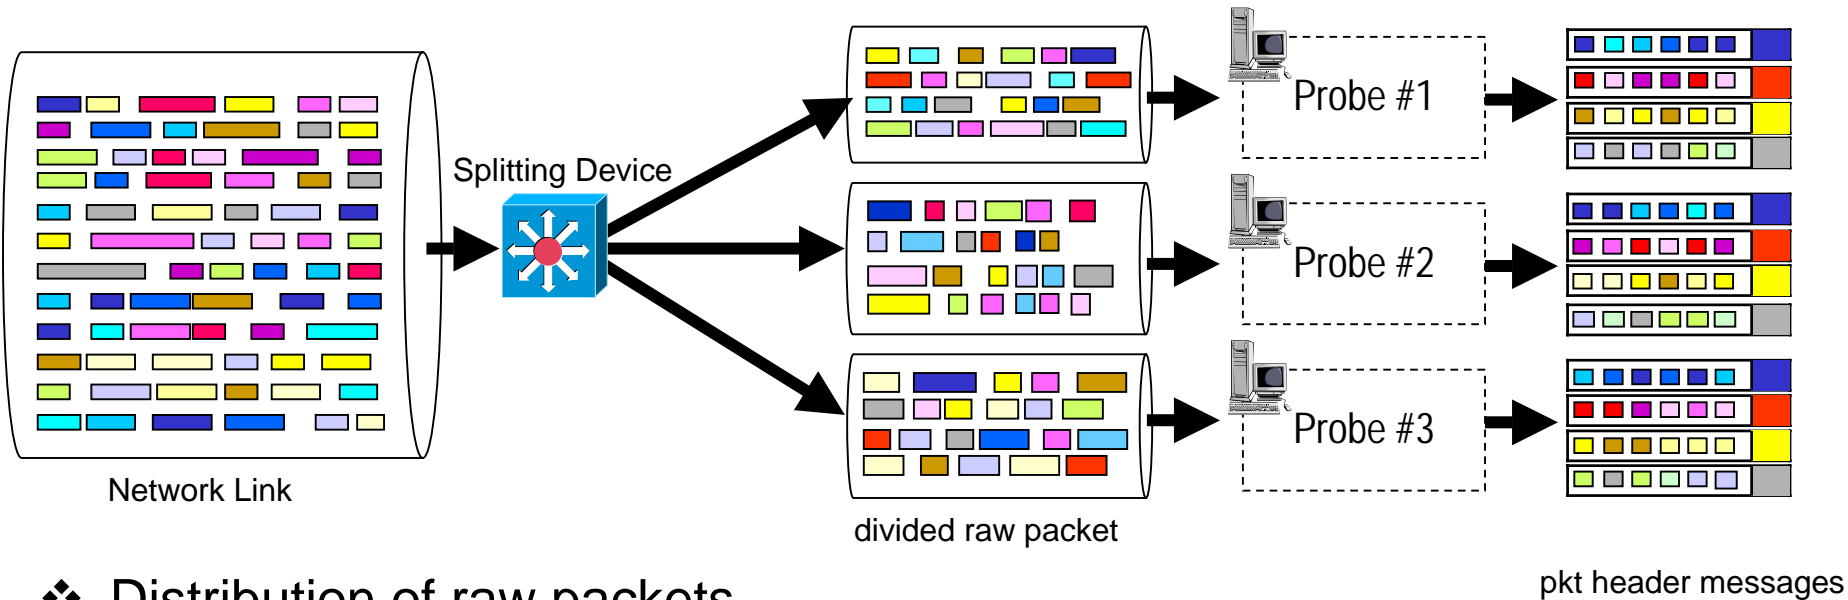 Splitting Device
Probe #1
Probe #2
Probe #3
Network Link
divided raw packet
pkt header messages
❖ Distribution of raw packets